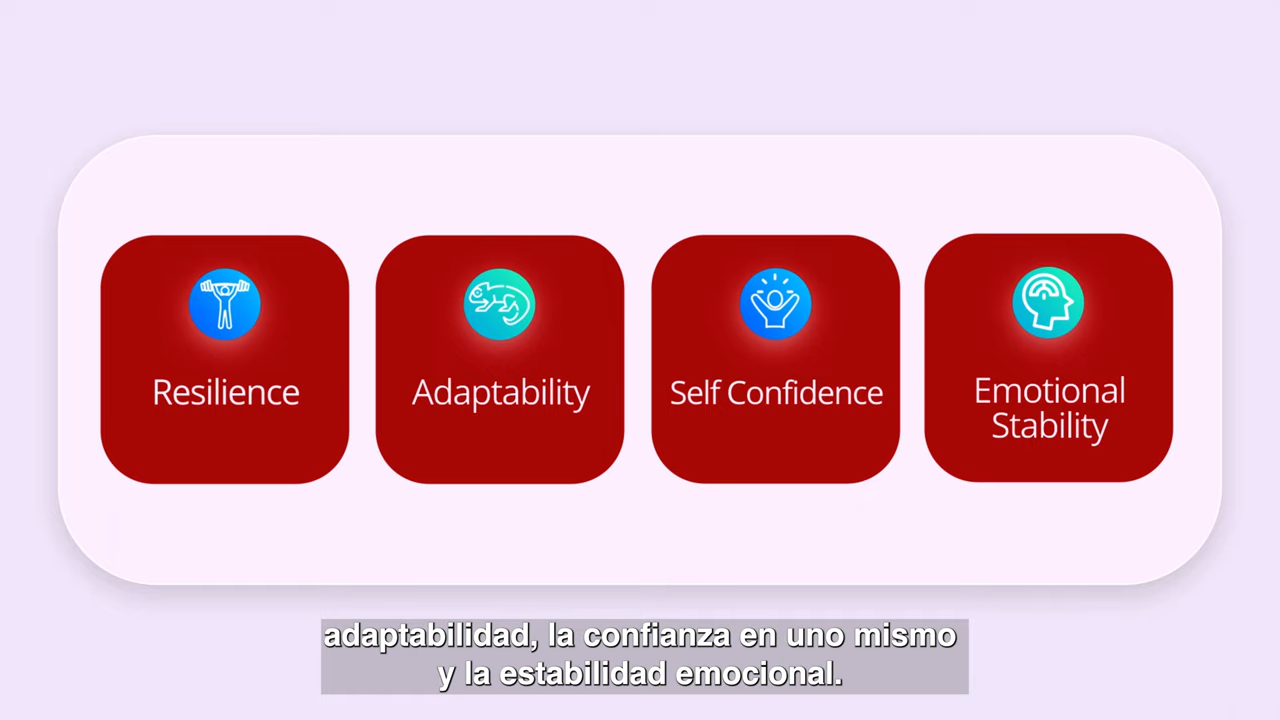 Resilience
Adaptability
Self Confidence
Emotional
Stability
adaptabilidad, la confianza en uno mismo
y la estabilidad emocional.